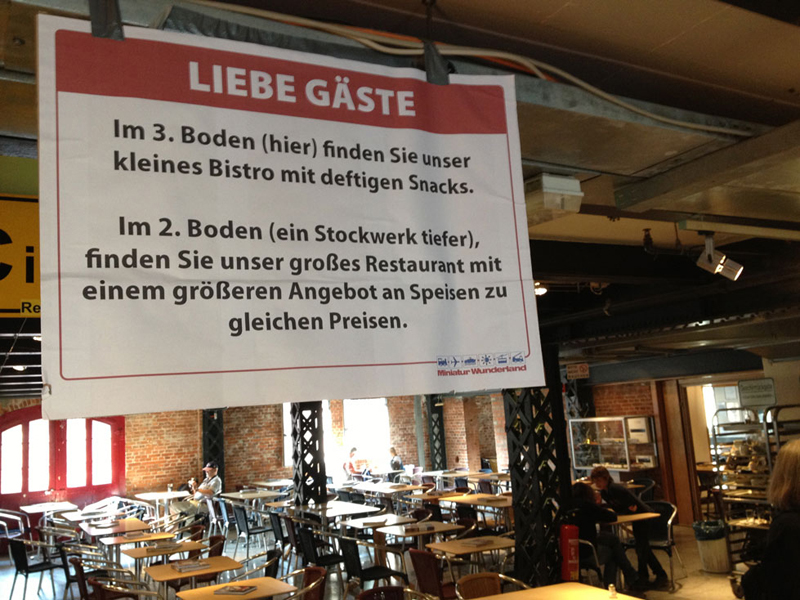 LIEBE GÄSTE
Im 3. Boden (hier) finden Sie unser
kleines Bistro mit deftigen Snacks.
Im 2. Boden (ein Stockwerk tiefer),
finden Sie unser großes Restaurant mit
einem größeren Angebot an Speisen zu
gleichen Preisen.
Miniatur Wunderland